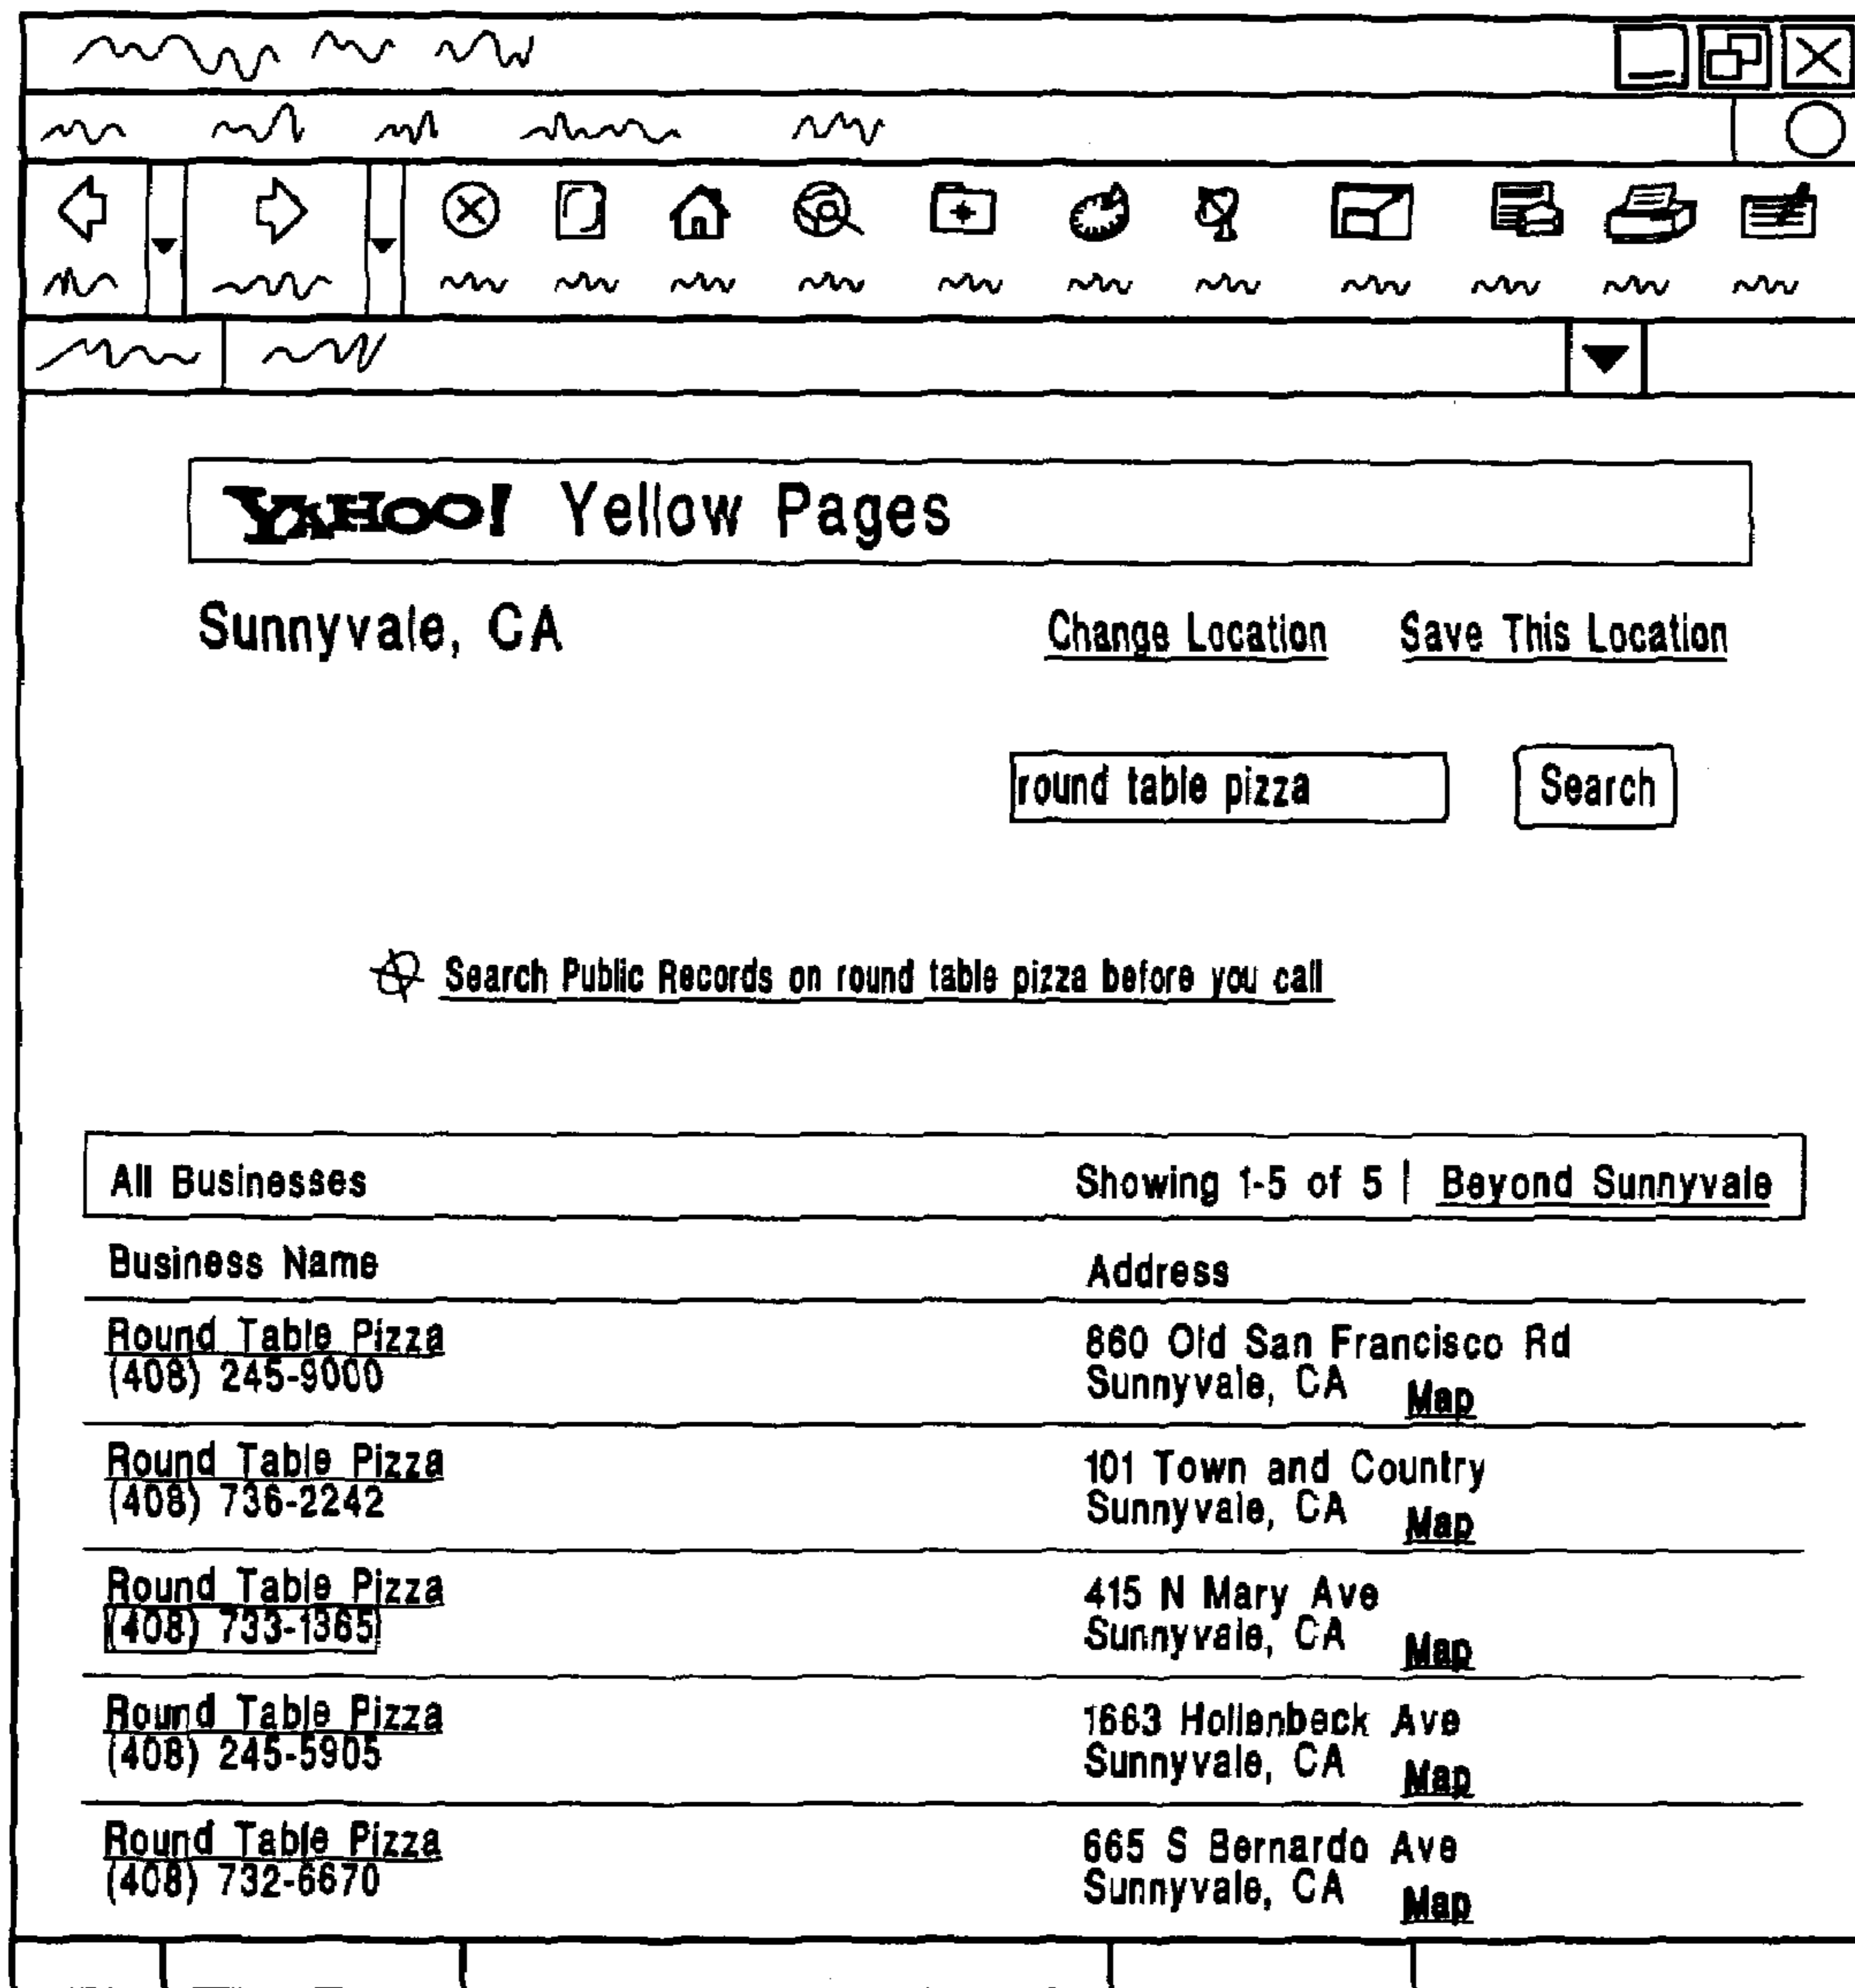 YAHOO! Yellow Pages
Sunnyvale, CA
Change Location Save This Location
round table pizza Search
Search Public Records on round table pizza before you call
All Businesses Showing 1-5 of 5 | Beyond Sunnyvale
Business Name Address
Round Table Pizza 860 Old San Francisco Rd
(408) 245-9000 Sunnyvale, CA Map
Round Table Pizza 101 Town and Country
(408) 736-2242 Sunnyvale, CA Map
Round Table Pizza 415 N Mary Ave
(408) 733-1365 Sunnyvale, CA Map
Round Table Pizza 1663 Hollenbeck Ave
(408) 245-5905 Sunnyvale, CA Map
Round Table Pizza 665 S Bernardo Ave
(408) 732-6670 Sunnyvale, CA Map